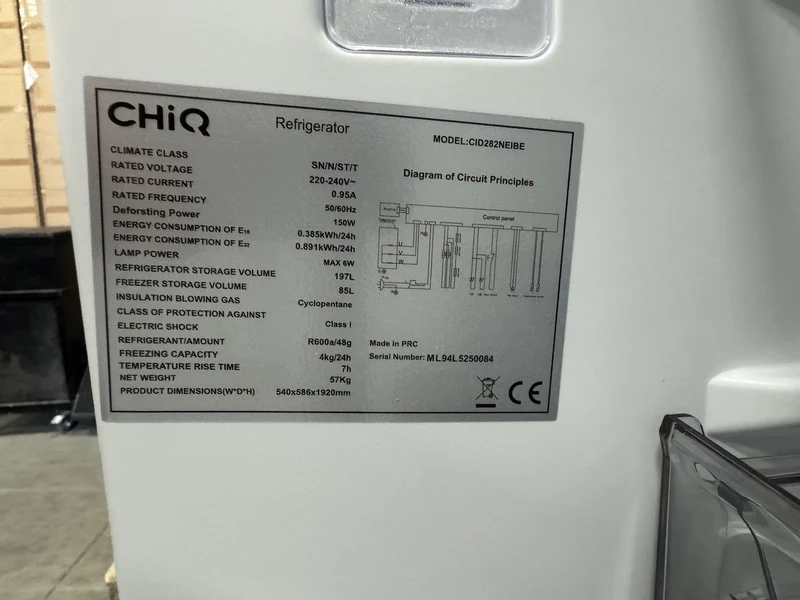 CHiQ
Refrigerator
MODEL:CID282NEIBE
CLIMATE CLASS SN/N/ST/T
RATED VOLTAGE 220-240V~
RATED CURRENT 0.95A
RATED FREQUENCY 50/60Hz
Deforsting Power 150W
ENERGY CONSUMPTION OF E16 0.385kWh/24h
ENERGY CONSUMPTION OF E32 0.891kWh/24h
LAMP POWER MAX 6W
REFRIGERATOR STORAGE VOLUME 197L
FREEZER STORAGE VOLUME 85L
INSULATION BLOWING GAS Cyclopentane
CLASS OF PROTECTION AGAINST
ELECTRIC SHOCK Class I
REFRIGERANT/AMOUNT R600a/48g
FREEZING CAPACITY 4kg/24h
TEMPERATURE RISE TIME 7h
NET WEIGHT 57Kg
PRODUCT DIMENSIONS(W*D*H) 540x586x1920mm
Diagram of Circuit Principles
Control panel
U
V
W
Made in PRC
Serial Number: ML94L5250084
CE